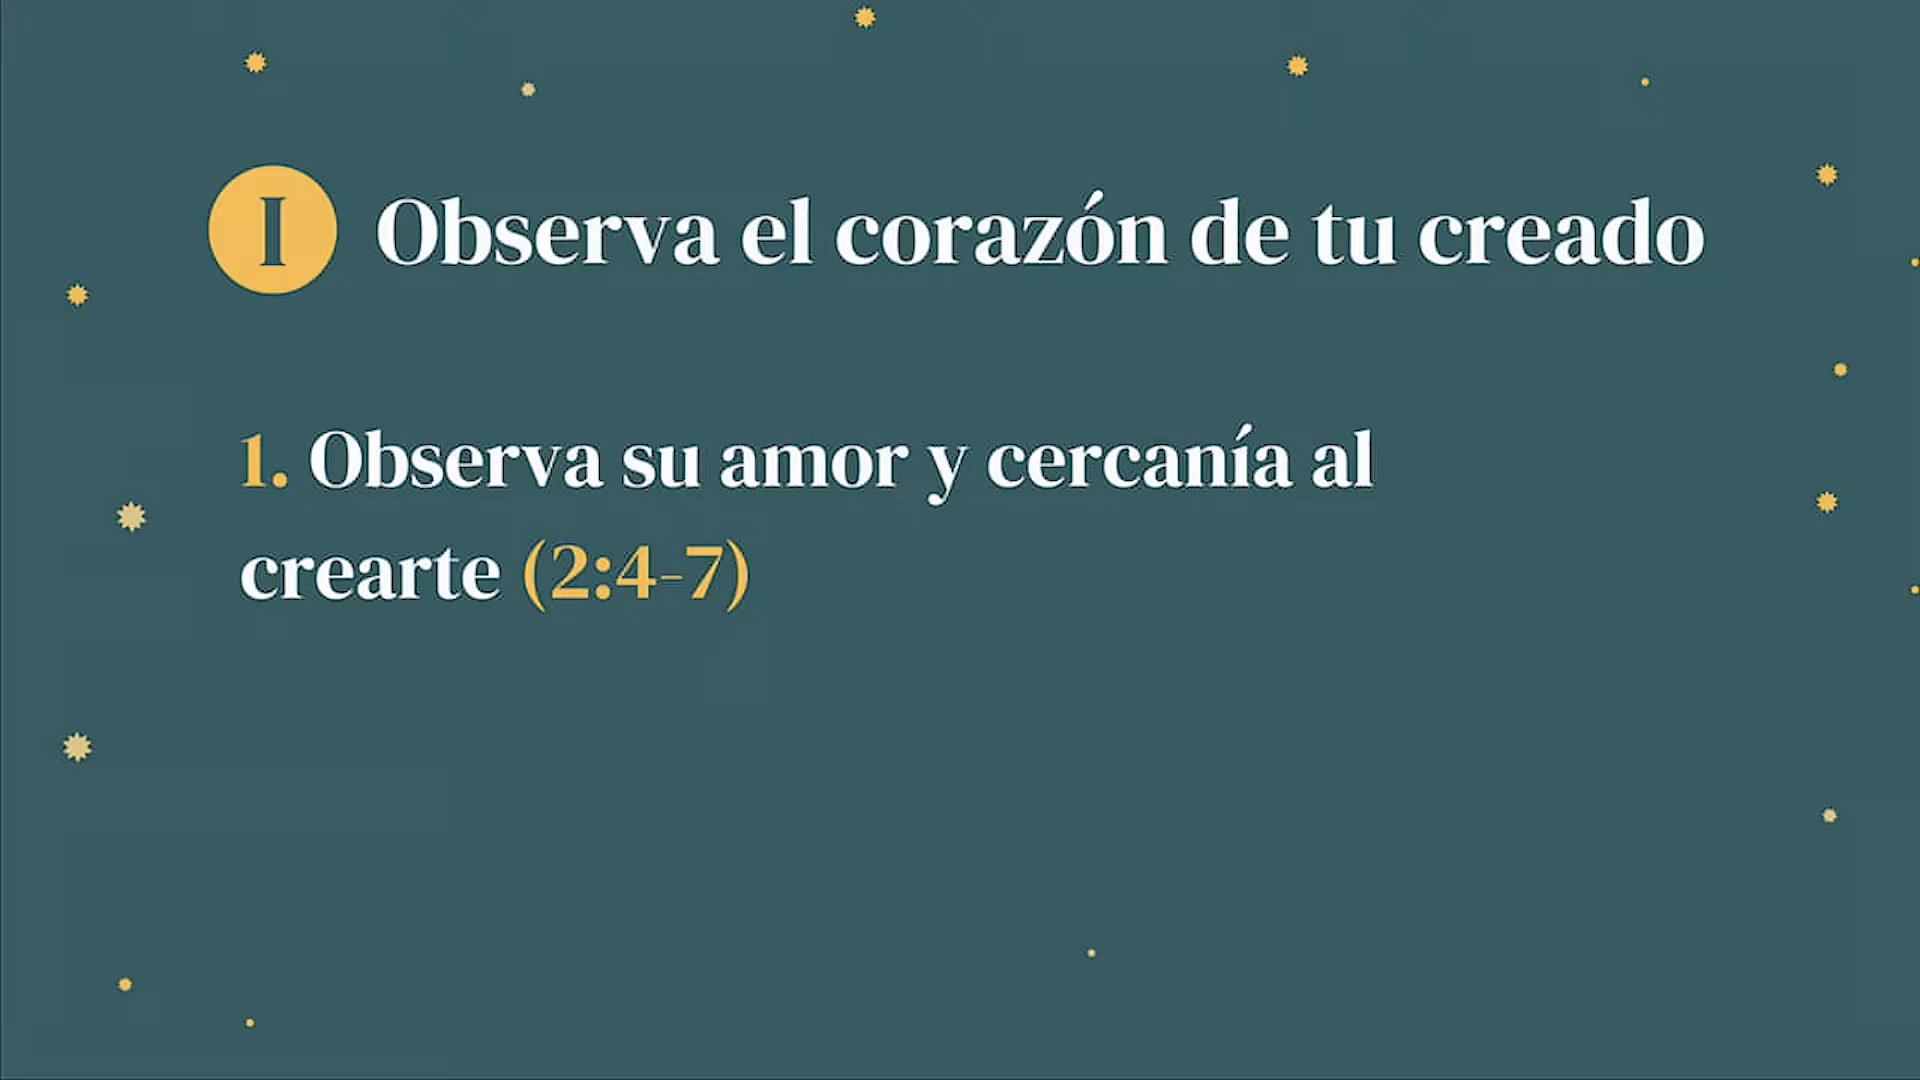 I Observa el corazón de tu creado
1. Observa su amor y cercanía al
crearte (2:4-7)